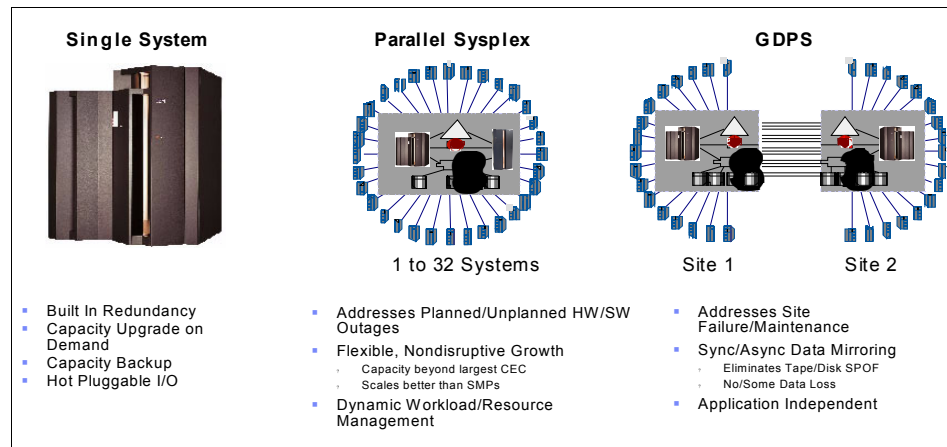 Single System
Built In Redundancy
Capacity Upgrade on
Demand
Capacity Backup
Hot Pluggable I/O
Parallel Sysplex
1 to 32 Systems
Addresses Planned/Unplanned HW/SW
Outages
Flexible, Nondisruptive Growth
Capacity beyond largest CEC
Scales better than SMPs
Dynamic Workload/Resource
Management
GDPS
Site 1
Site 2
Addresses Site
Failure/Maintenance
Sync/Async Data Mirroring
Eliminates Tape/Disk SPOF
No/Some Data Loss
Application Independent